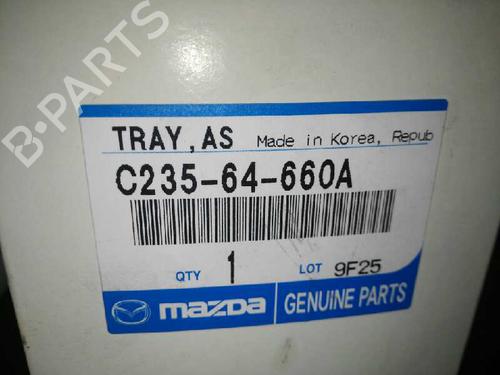 B-PARTS
TRAY, AS Made in Korea, Repub
C235-64-660A
QTY 1 LOT 9F25
mazda GENUINE PARTS